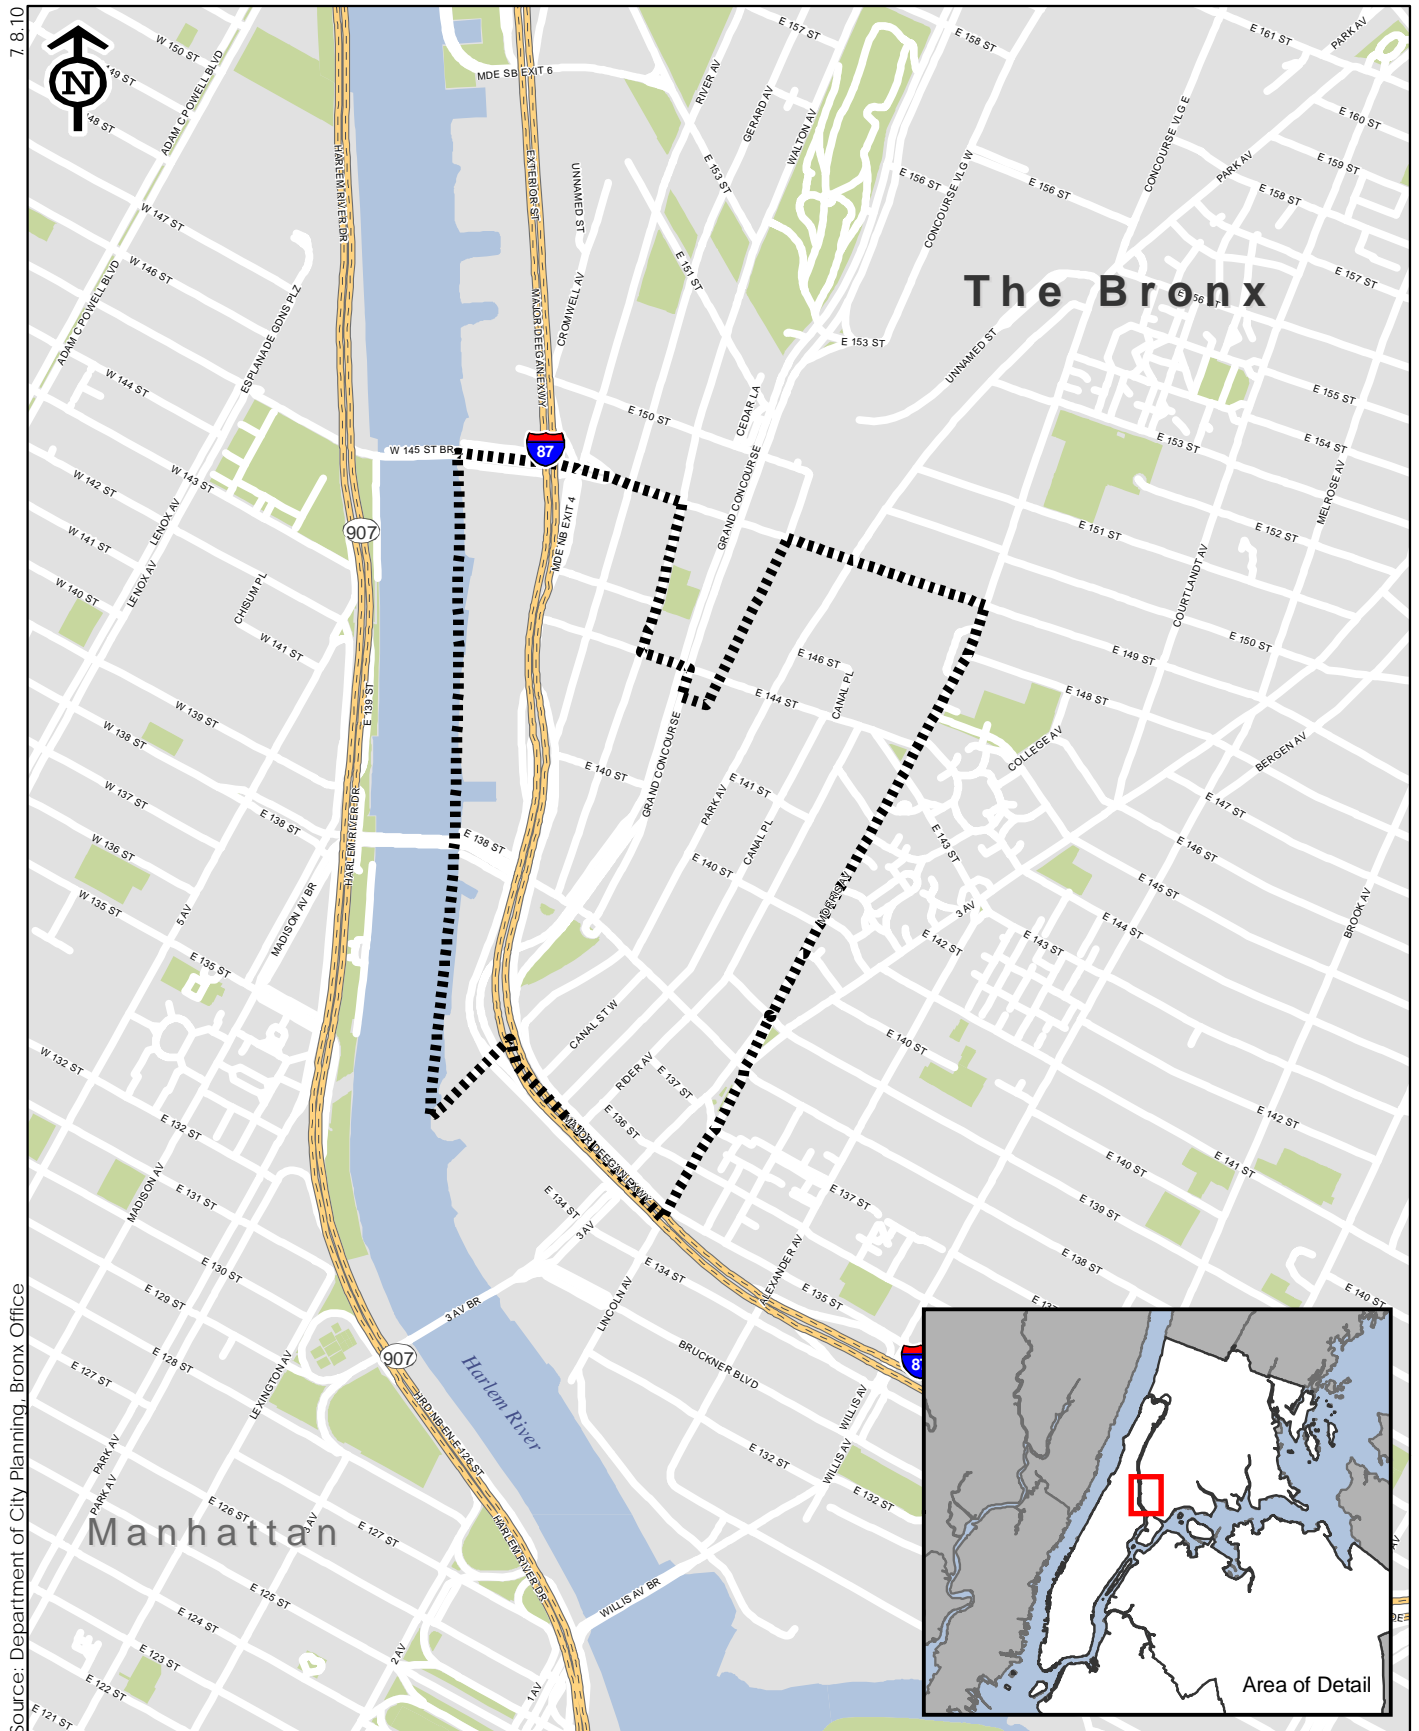 7.8.10
Source: Department of City Planning, Bronx Office
N
The Bronx
Manhattan
Harlem River
Area of Detail
W 150 ST
49 ST
48 ST
ADAM C POWELL BLVD
W 147 ST
W 146 ST
ADAM C POWELL BLVD
ESPLANADE GDNS PLZ
W 144 ST
W 143 ST
W 142 ST
LENOX AV
W 141 ST
LENOX AV
W 140 ST
CHISUM PL
W 141 ST
W 139 ST
W 138 ST
W 137 ST
E 138 ST
W 136 ST
W 135 ST
5 AV
MADISON AV BR
E 135 ST
W 132 ST
E 132 ST
MADISON AV
E 131 ST
E 130 ST
E 129 ST
E 128 ST
E 127 ST
LEXINGTON AV
PARK AV
PARK AV
E 126 ST
3 AV
E 127 ST
E 125 ST
E 124 ST
E 123 ST
E 122 ST
E 121 ST
2 AV
1 AV
HARLEM RIVER DR
907
E 139 ST
HARLEM RIVER DR
907
HRD NB EN E 126 ST
HARLEM RIVER DR
WILLIS AV BR
3 AV BR
W 145 ST BR
MDE SB EXIT 6
EXTERIOR ST
MAJOR DEEGAN EXWY
UNNAMED ST
CROMWELL AV
87
MDE NB EXIT 4
E 157 ST
RIVER AV
GERARD AV
WALTON AV
E 153 ST
E 151 ST
E 150 ST
CEDAR LA
GRAND CONCOURSE
E 153 ST
E 158 ST
E 156 ST
CONCOURSE VLG W
E 156 ST
CONCOURSE VLG E
E 161 ST
PARK AV
E 160 ST
E 159 ST
PARK AV
E 158 ST
E 157 ST
56 ST
UNNAMED ST
E 155 ST
E 154 ST
E 153 ST
MELROSE AV
E 152 ST
E 151 ST
COURTLANDT AV
E 150 ST
E 149 ST
E 148 ST
COLLEGE AV
BERGEN AV
E 147 ST
E 146 ST
E 145 ST
E 144 ST
BROOK AV
E 146 ST
CANAL PL
E 144 ST
GRAND CONCOURSE
E 140 ST
PARK AV
E 141 ST
CANAL PL
E 140 ST
E 143 ST
MORRIS AV
3 AV
E 142 ST
E 143 ST
E 138 ST
E 140 ST
CANAL ST W
RIDER AV
E 137 ST
E 136 ST
MAJOR DEEGAN EXWY
E 134 ST
3 AV
E 134 ST
LINCOLN AV
E 137 ST
ALEXANDER AV
E 135 ST
BRUCKNER BLVD
WILLIS AV
WILLIS AV
E 132 ST
E 132 ST
E 142 ST
E 141 ST
E 140 ST
E 139 ST
E 138 ST
E 140 ST